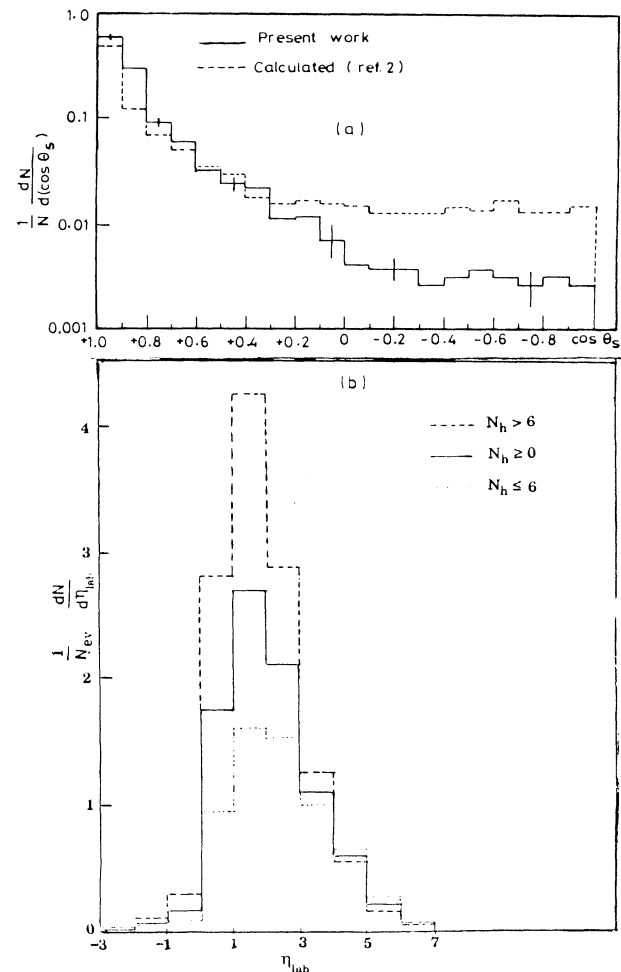 1.0
Present work
Calculated (ref. 2)
(a)
0.1
1/N dN/d(cos θs)
0.01
0.001
+1.0 +0.8 +0.6 +0.4 +0.2 0 -0.2 -0.4 -0.6 -0.8 cos θs
(b)
4
Nh > 6
Nh ≥ 0
Nh ≤ 6
3
1/Nev dN/dηlab
2
1
0
-3 -1 1 3 5 7
ηlab